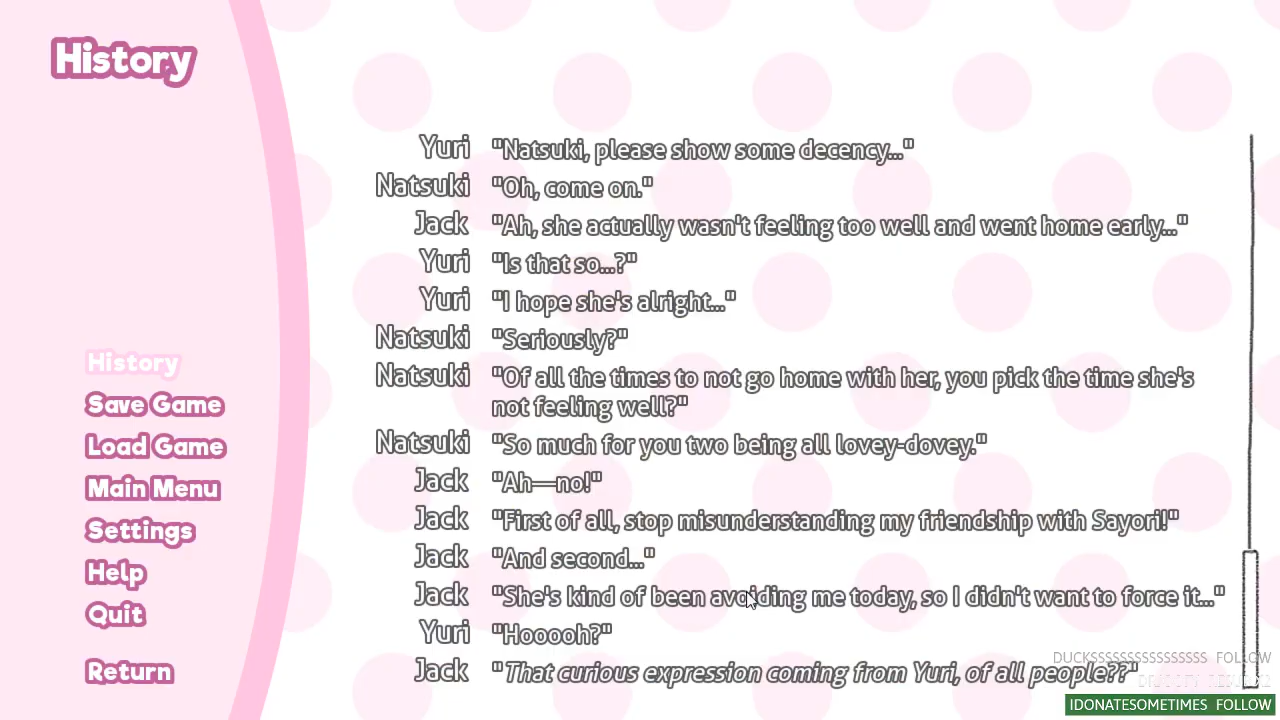 History
Yuri "Natsuki, please show some decency..."
Natsuki "Oh, come on."
Jack "Ah, she actually wasn't feeling too well and went home early..."
Yuri "Is that so...?"
Yuri "I hope she's alright..."
Natsuki "Seriously?"
Natsuki "Of all the times to not go home with her, you pick the time she's
not feeling well?"
Natsuki "So much for you two being all lovey-dovey."
Jack "Ah—no!"
Jack "First of all, stop misunderstanding my friendship with Sayori!"
Jack "And second..."
Jack "She's kind of been avoiding me today, so I didn't want to force it..."
Yuri "Hooooh?"
Jack "That curious expression coming from Yuri, of all people??"
History
Save Game
Load Game
Main Menu
Settings
Help
Quit
Return
DUCKSSSSSSSSSSSSSSSS FOLLOW
IDONATESOMETIMES FOLLOW